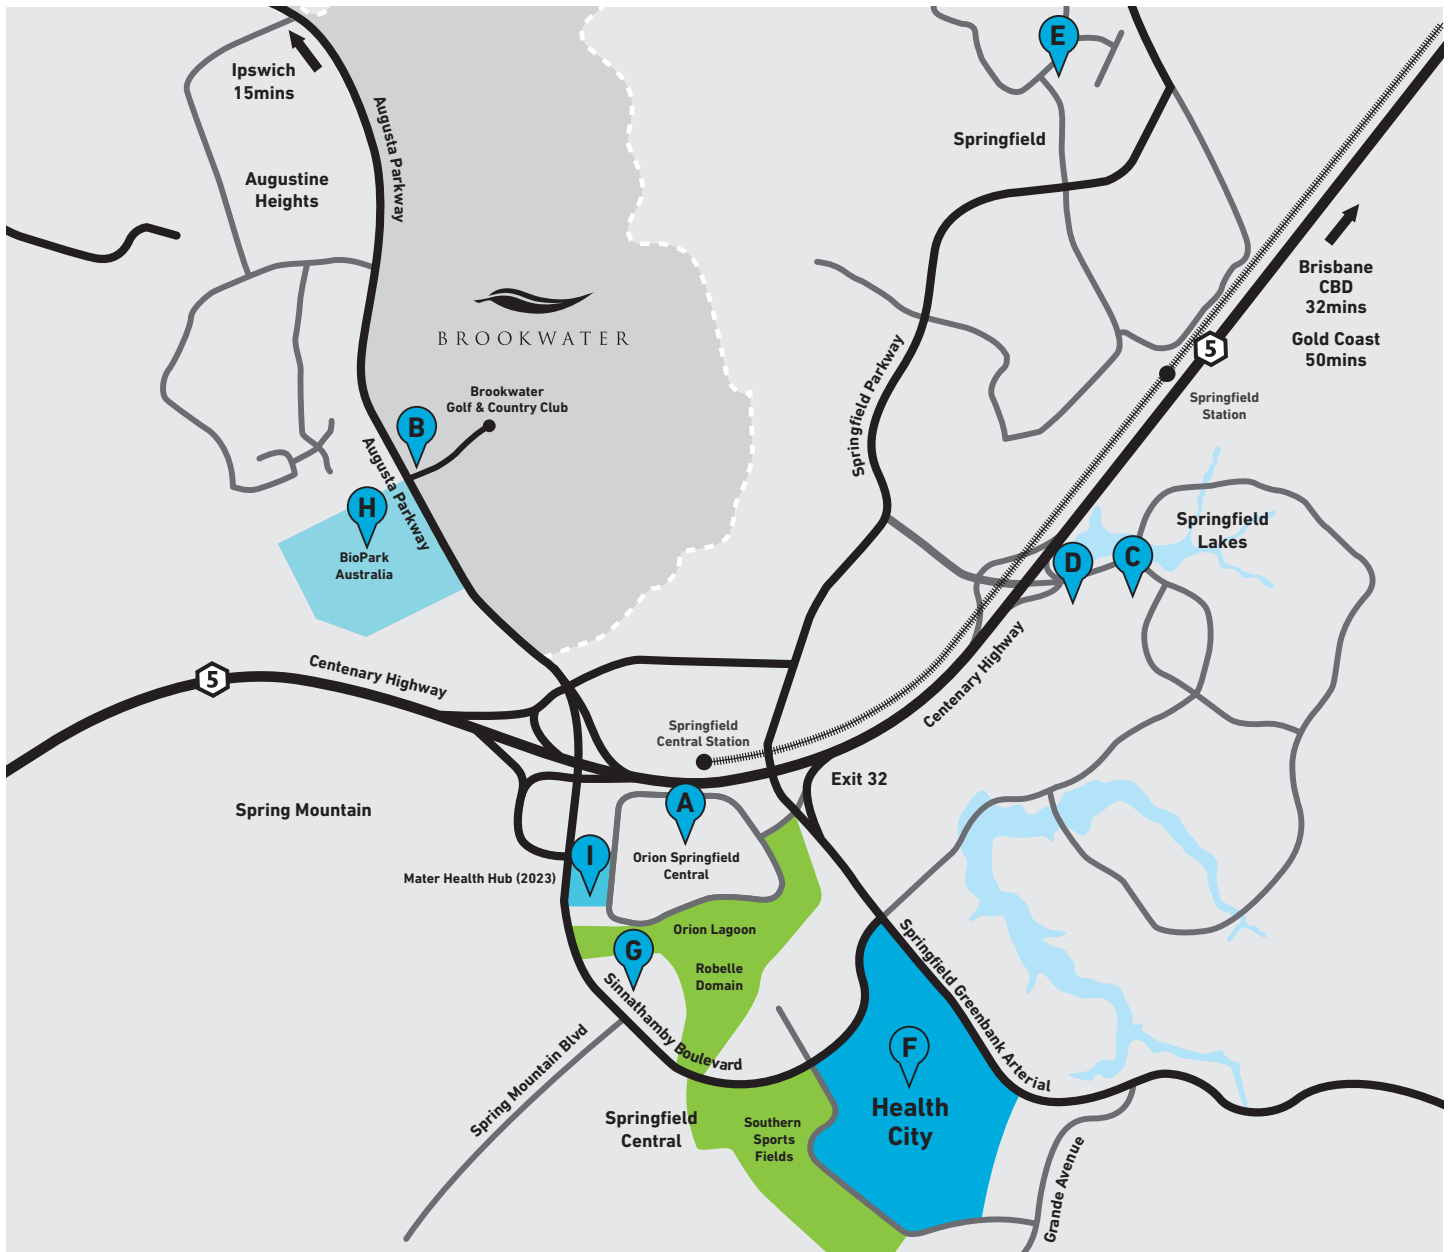 E
Ipswich
15mins
Augusta Parkway
Springfield
Augustine
Heights
Brisbane
CBD
32mins
Gold Coast
50mins
BROOKWATER
5
Springfield Parkway
Springfield
Station
Brookwater
Golf & Country Club
B
Augusta Parkway
H
BioPark
Australia
Springfield
Lakes
D
C
Centenary Highway
5
Centenary Highway
Springfield
Central Station
Exit 32
Spring Mountain
A
Orion Springfield
Central
I
Mater Health Hub (2023)
Orion Lagoon
G
Robelle
Domain
Sinnathamby Boulevard
Springfield Greenbank Arterial
Spring Mountain Blvd
F
Health
City
Springfield
Central
Southern
Sports
Fields
Grande Avenue